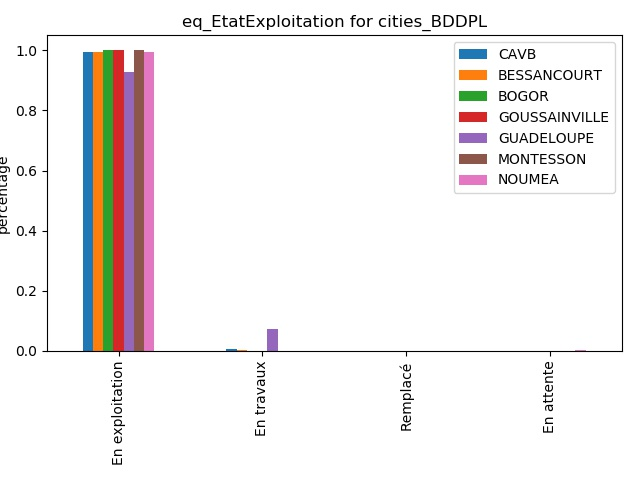 eq_EtatExploitation for cities_BDDPL
CAVB
BESSANCOURT
BOGOR
GOUSSAINVILLE
GUADELOUPE
MONTESSON
NOUMEA
percentage
1.0
0.8
0.6
0.4
0.2
0.0
En exploitation
En travaux
Remplacé
En attente